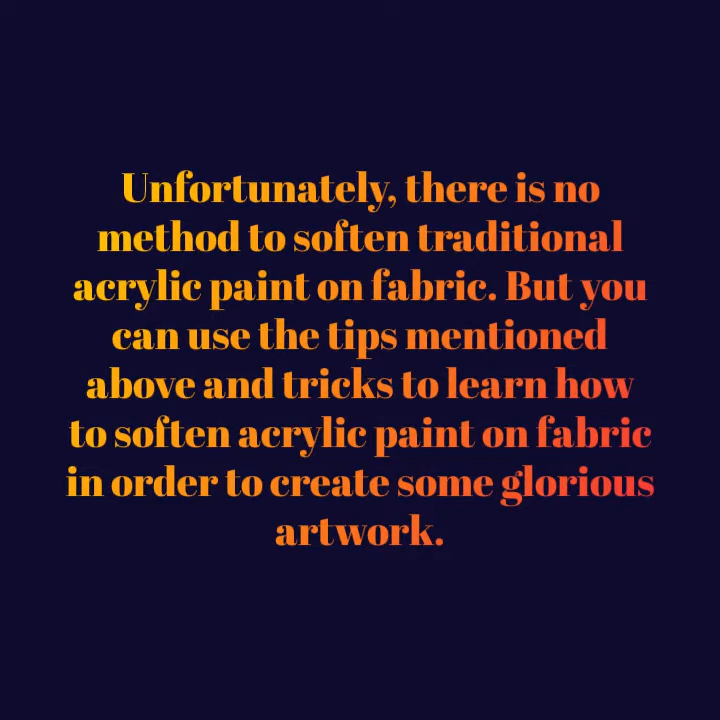 Unfortunately, there is no
method to soften traditional
acrylic paint on fabric. But you
can use the tips mentioned
above and tricks to learn how
to soften acrylic paint on fabric
in order to create some glorious
artwork.